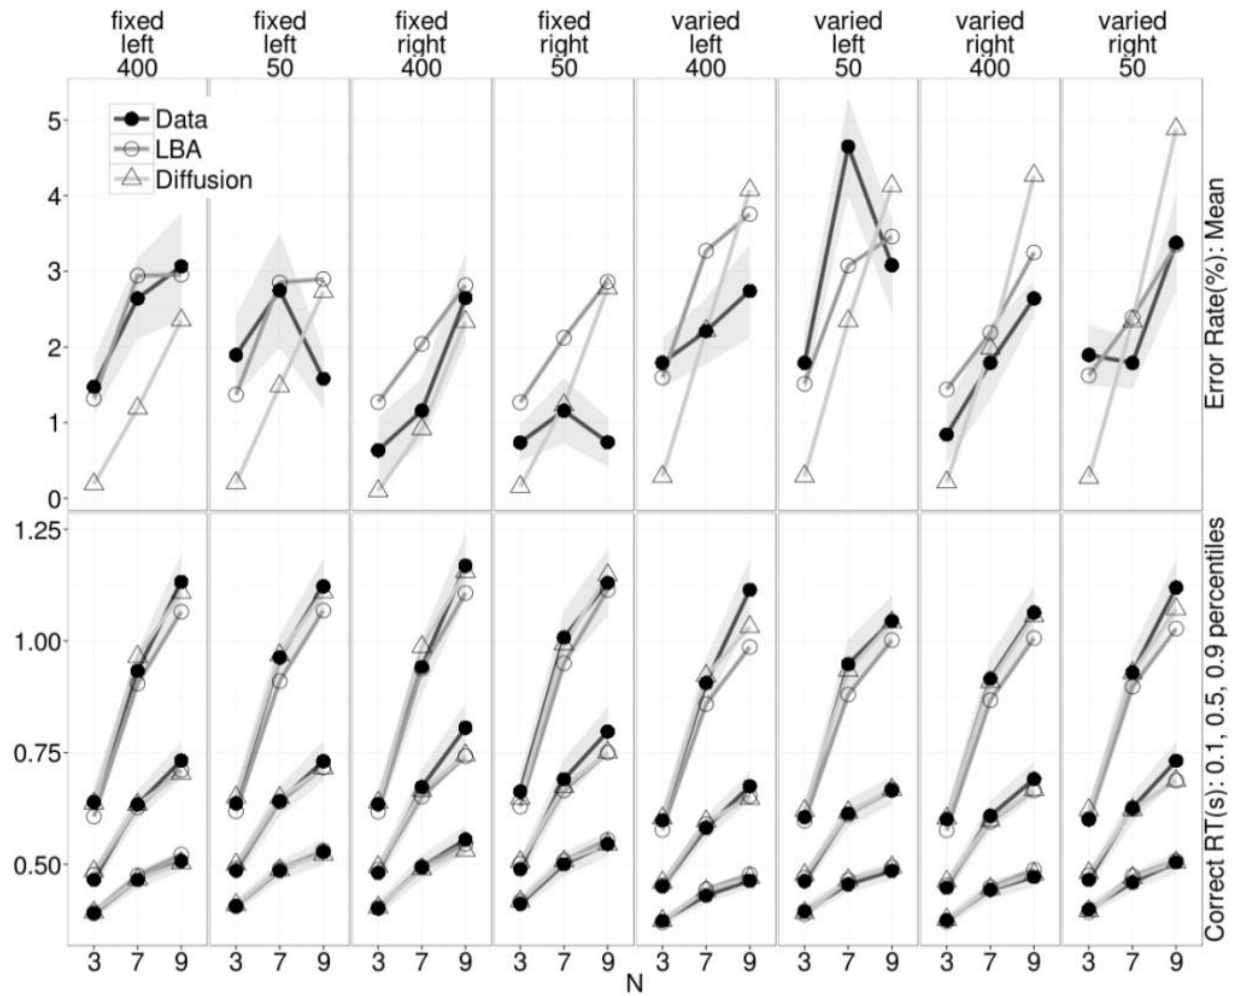 fixed fixed fixed fixed varied varied varied varied
left left right right left left right right
400 50 400 50 400 50 400 50
5
4
3
2
1
0
Data
LBA
Diffusion
Error Rate(%): Mean
1.25
1.00
0.75
0.50
Correct RT(s): 0.1, 0.5, 0.9 percentiles
3 7 9 3 7 9 3 7 9 3 7 9 3 7 9 3 7 9 3 7 9 3 7 9
N